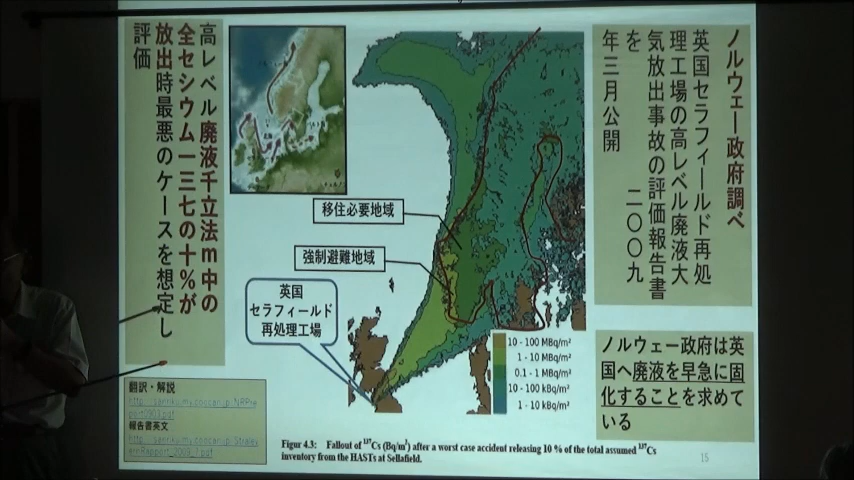 ノルウェー政府調べ
英国セラフィールド再処
理工場の高レベル廃液大
気放出事故の評価報告書
を　　　　　二〇〇九
年三月公開
高レベル廃液千立法m中の
全セシウム一三七の十%が
放出時最悪のケースを想定し
評価
移住必要地域
強制避難地域
英国
セラフィールド
再処理工場
10 - 100 MBq/m²
1 - 10 MBq/m²
0.1 - 1 MBq/m²
10 - 100 kBq/m²
1 - 10 kBq/m²
ノルウェー政府は英
国へ廃液を早急に固
化することを求めて
いる
翻訳・解説
報告書英文
Figur 4.3: Fallout of ¹³⁷Cs (Bq/m²) after a worst case accident releasing 10 % of the total assumed ¹³⁷Cs
inventory from the HASTs at Sellafield.
15